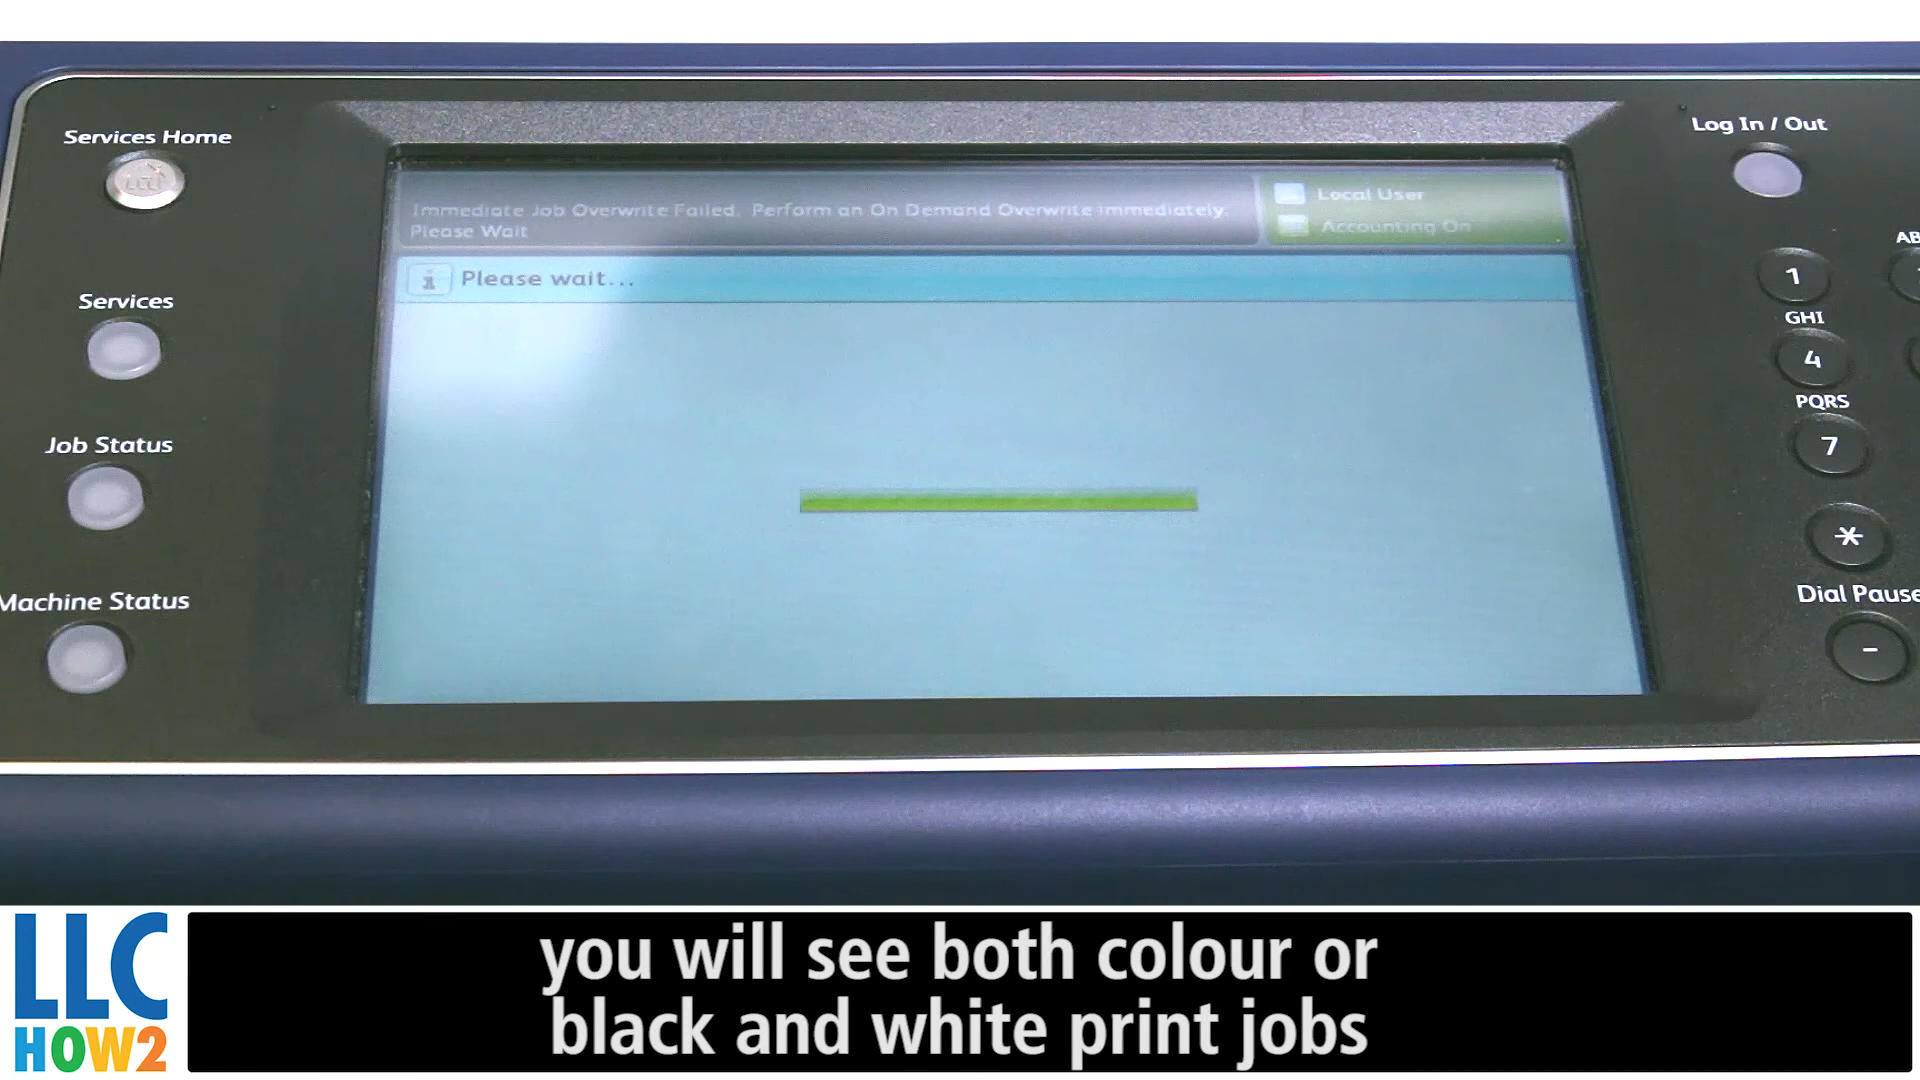 Services Home
Services
Job Status
Machine Status
Immediate Job Overwrite Failed. Perform an On Demand Overwrite immediately.
Please Wait
Local User
Accounting On
i Please wait...
Log In / Out
1
GHI
4
PQRS
7
*
Dial Pause
-
AB
LLC
HOW2
you will see both colour or
black and white print jobs